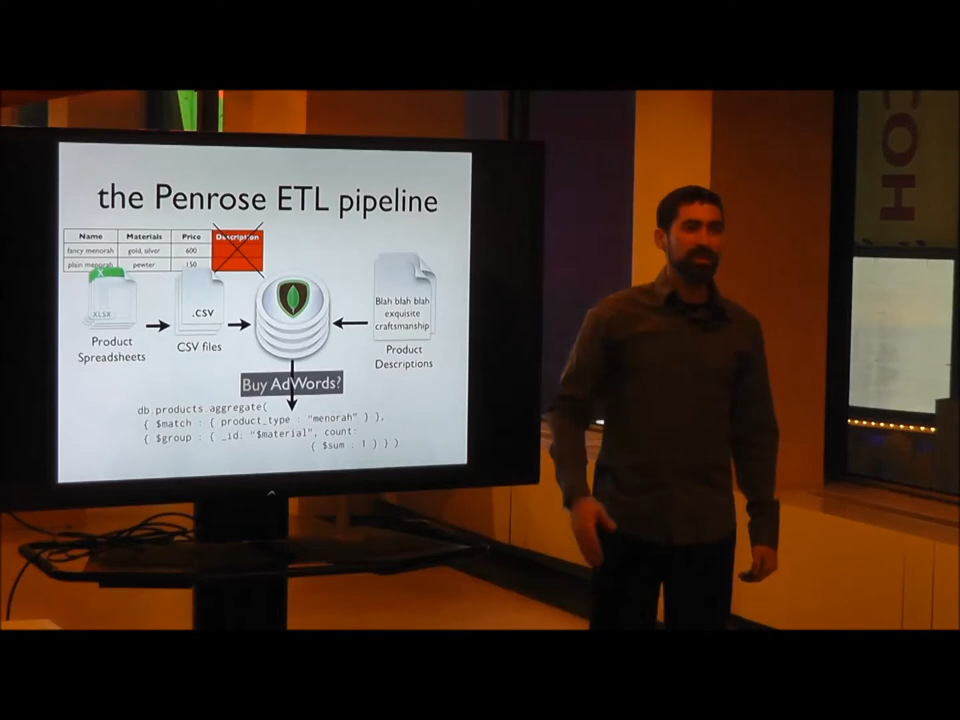 the Penrose ETL pipeline
Name Materials Price Description
fancy menorah gold, silver 600
plain menorah pewter 150
X
XLSX
.CSV
Blah blah blah
exquisite
craftsmanship
Product
Spreadsheets
CSV files
Product
Descriptions
Buy AdWords?
db.products.aggregate(
{ $match : { product_type : "menorah" } },
{ $group : { _id: "$material", count:
{ $sum : 1 } } )
COH